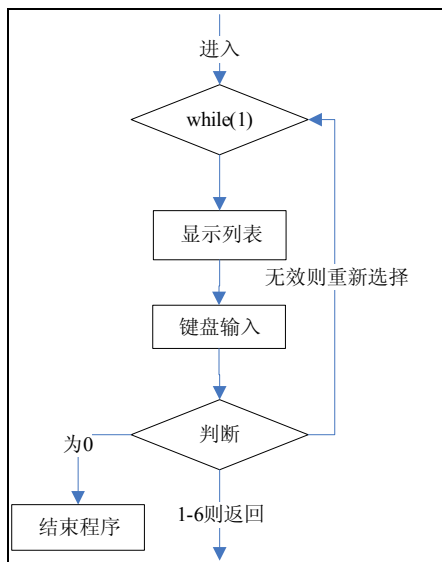 进入
while(1)
显示列表
无效则重新选择
键盘输入
判断
为0
1-6则返回
结束程序